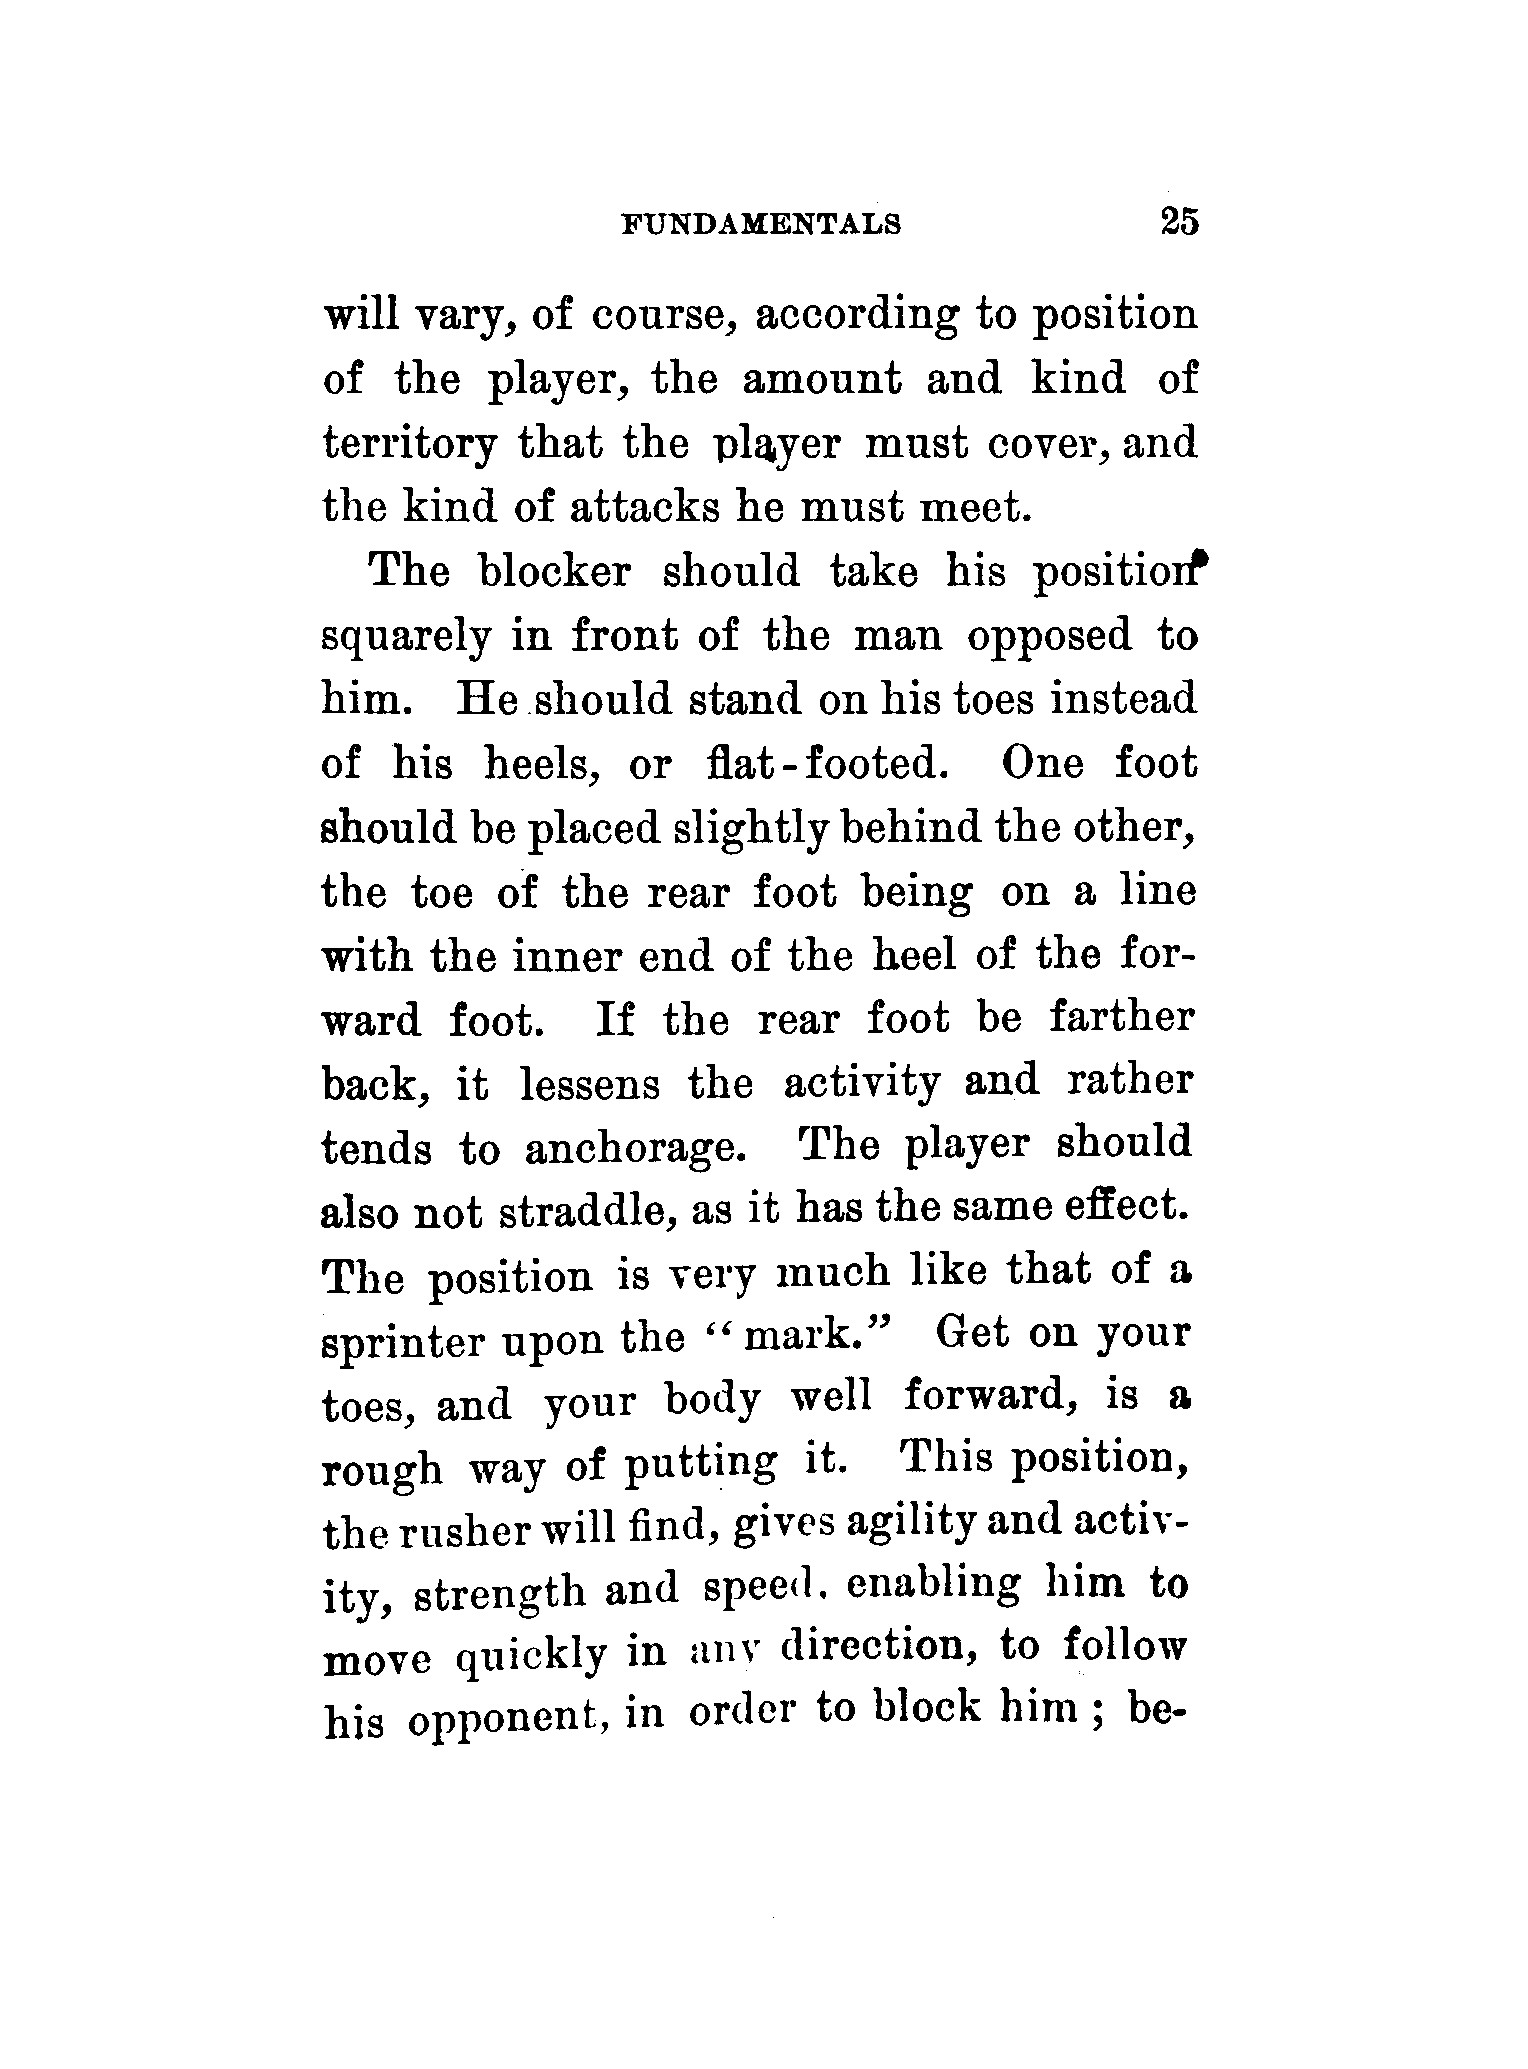 FUNDAMENTALS 25
will vary, of course, according to position
of the player, the amount and kind of
territory that the player must cover, and
the kind of attacks he must meet.
The blocker should take his position
squarely in front of the man opposed to
him. He should stand on his toes instead
of his heels, or flat-footed. One foot
should be placed slightly behind the other,
the toe of the rear foot being on a line
with the inner end of the heel of the for-
ward foot. If the rear foot be farther
back, it lessens the activity and rather
tends to anchorage. The player should
also not straddle, as it has the same effect.
The position is very much like that of a
sprinter upon the “mark.” Get on your
toes, and your body well forward, is a
rough way of putting it. This position,
the rusher will find, gives agility and activ-
ity, strength and speed, enabling him to
move quickly in any direction, to follow
his opponent, in order to block him; be-